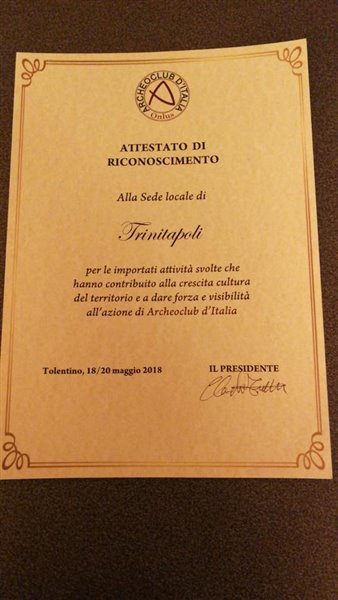 ARCHEOCLUB D'ITALIA
Onlus
ATTESTATO DI
RICONOSCIMENTO
Alla Sede locale di
Trinitapoli
per le importati attività svolte che
hanno contribuito alla crescita cultura
del territorio e a dare forza e visibilità
all'azione di Archeoclub d'Italia
Tolentino, 18/20 maggio 2018
IL PRESIDENTE